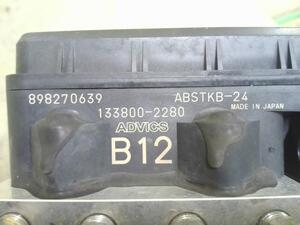 898270639 ABSTKB-24
133800-2280 MADE IN JAPAN
ADVICS
B12